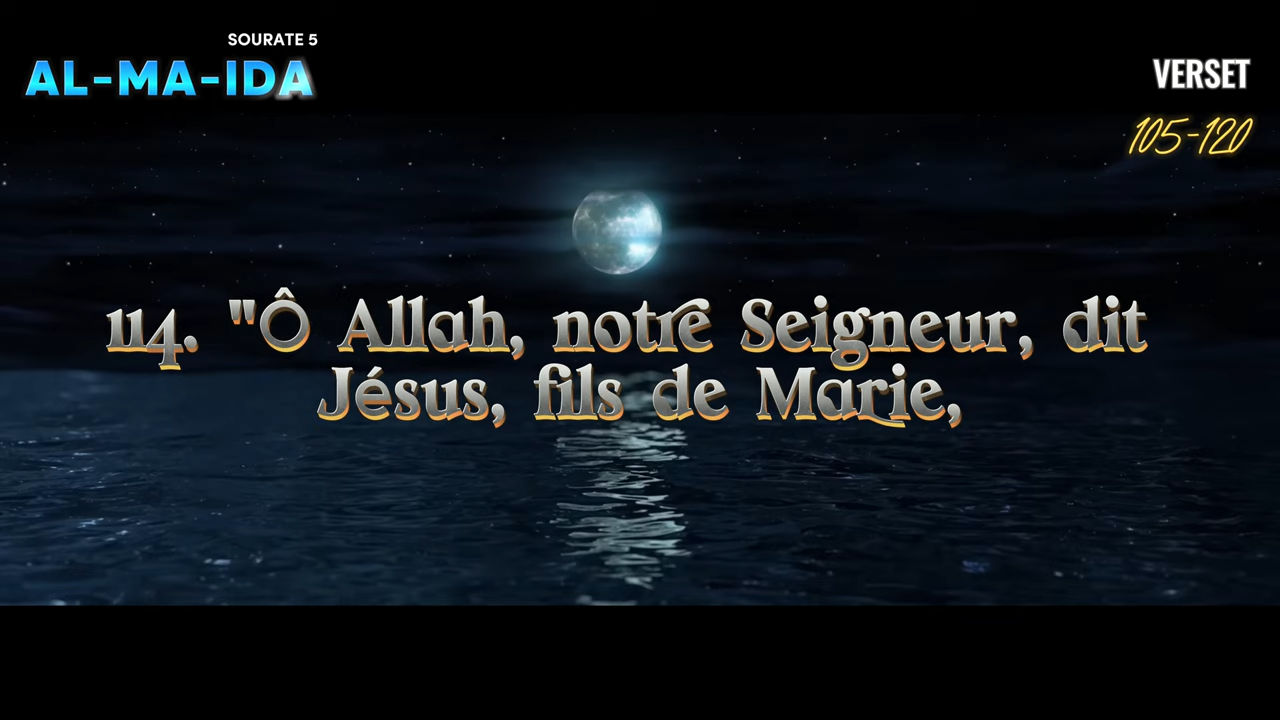 SOURATE 5
AL-MA-IDA
VERSET
105-120
114. "Ô Allah, notre Seigneur, dit
Jésus, fils de Marie,